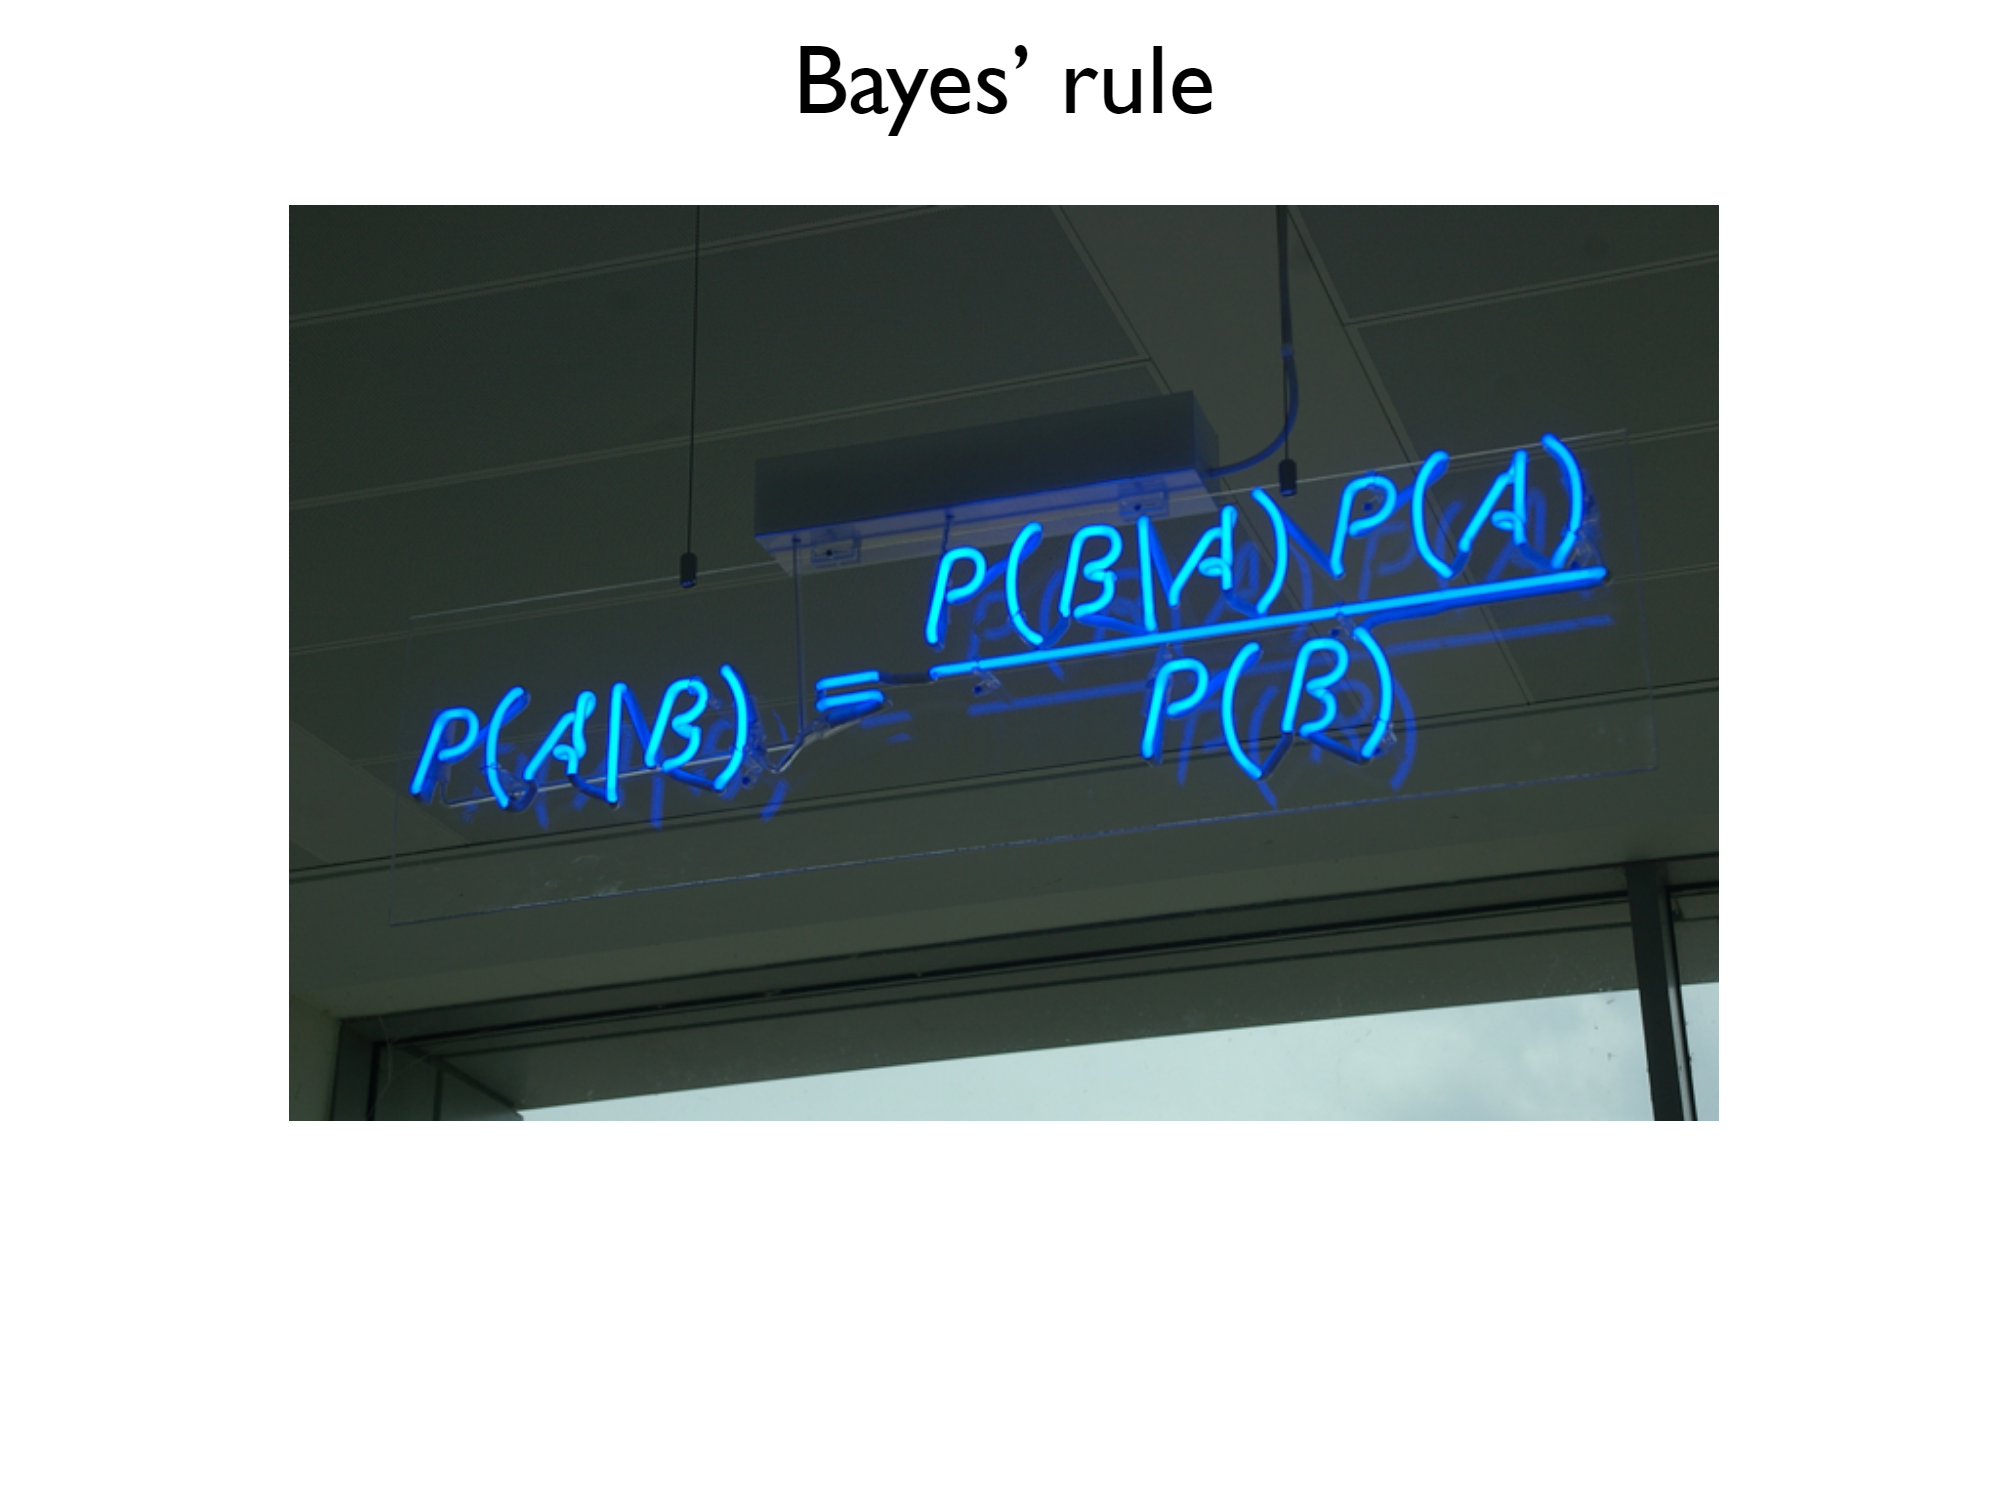 Bayes’ rule
P(A|B) = P(B|A) P(A)
P(B)